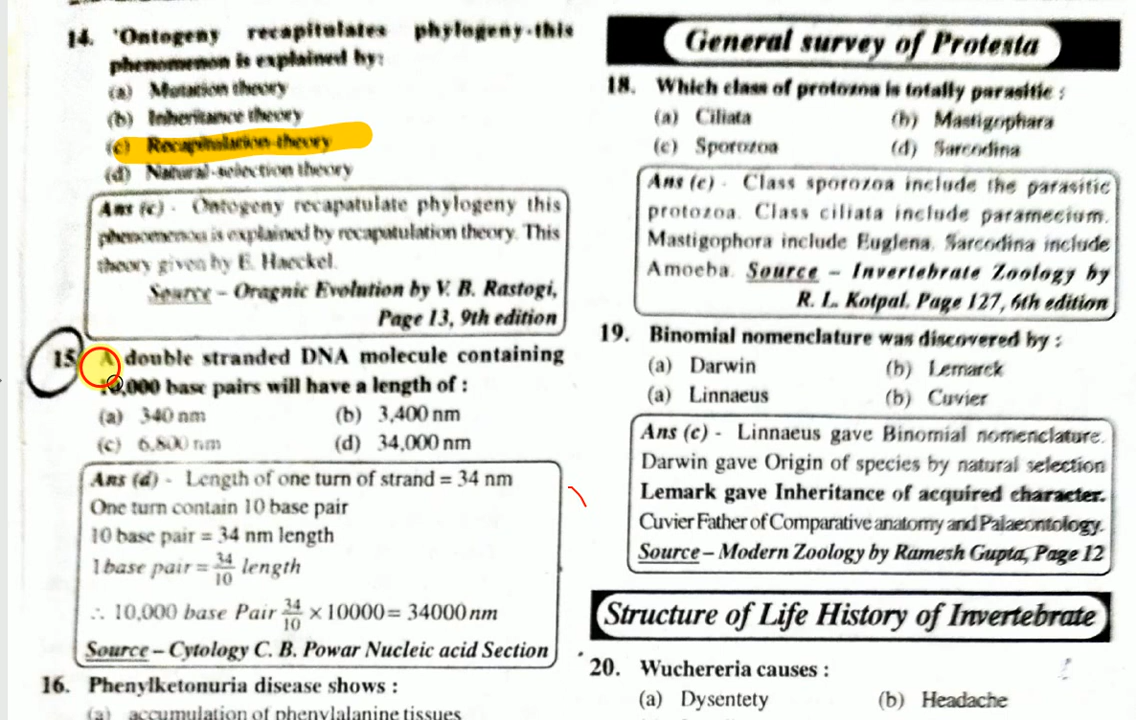 14. 'Ontogeny recapitulates phylogeny-this
phenomenon is explained by:
(a) Mutation theory
(b) Inheritance theory
(c) Recapitulation-theory
(d) Natural-selection theory
Ans (c) - Ontogeny recapatulate phylogeny this
phenomenon is explained by recapatulation theory. This
theory given by E. Haeckel.
Source – Oragnic Evolution by V. B. Rastogi,
Page 13, 9th edition
15. A double stranded DNA molecule containing
10,000 base pairs will have a length of :
(a) 340 nm (b) 3,400 nm
(c) 6,800 nm (d) 34,000 nm
Ans (d) - Length of one turn of strand = 34 nm
One turn contain 10 base pair
10 base pair = 34 nm length
1 base pair = 34/10 length
∴ 10,000 base Pair 34/10 × 10000 = 34000 nm
Source – Cytology C. B. Powar Nucleic acid Section
16. Phenylketonuria disease shows :
(a) accumulation of phenylalanine tissues
General survey of Protesta
18. Which class of protozoa is totally parasitic :
(a) Ciliata (b) Mastigophara
(c) Sporozoa (d) Sarcodina
Ans (c) - Class sporozoa include the parasitic
protozoa. Class ciliata include paramecium.
Mastigophora include Euglena. Sarcodina include
Amoeba. Source – Invertebrate Zoology by
R. L. Kotpal. Page 127, 6th edition
19. Binomial nomenclature was discovered by :
(a) Darwin (b) Lemarck
(a) Linnaeus (b) Cuvier
Ans (c) - Linnaeus gave Binomial nomenclature.
Darwin gave Origin of species by natural selection
Lemark gave Inheritance of acquired character.
Cuvier Father of Comparative anatomy and Palaeontology.
Source – Modern Zoology by Ramesh Gupta, Page 12
Structure of Life History of Invertebrate
20. Wuchereria causes :
(a) Dysentety (b) Headache